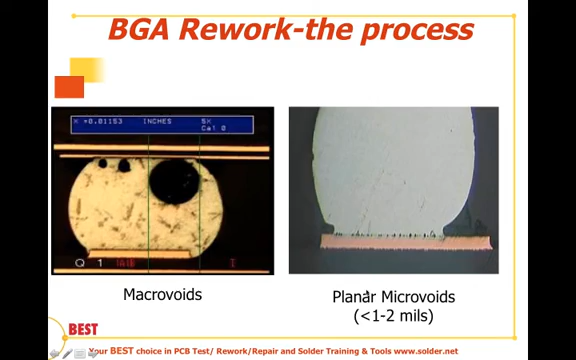 BGA Rework-the process
X =0.01153 INCHES 5X
Cal 0
Q 1
I
Macrovoids
Planar Microvoids
(<1-2 mils)
BEST
Your BEST choice in PCB Test/ Rework/Repair and Solder Training & Tools www.solder.net